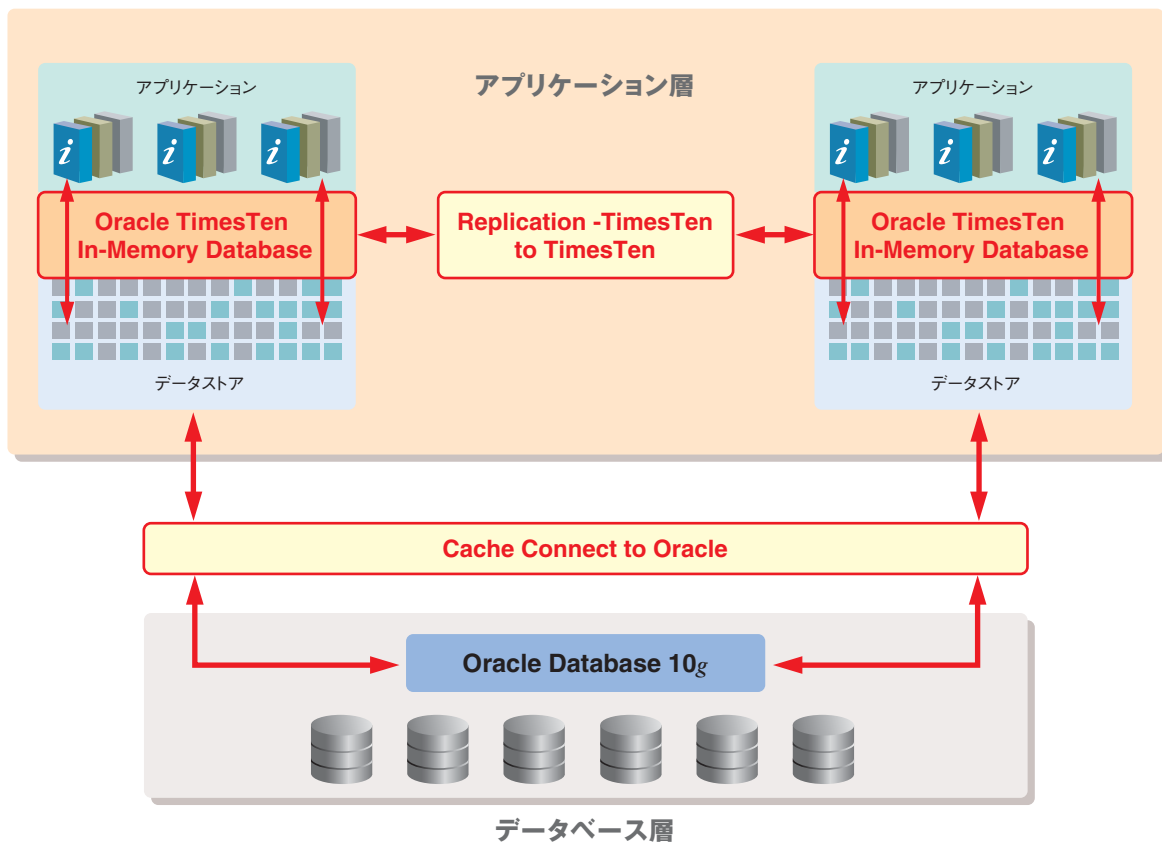 アプリケーション層
アプリケーション
i i i
Oracle TimesTen
In-Memory Database
データストア
Replication -TimesTen
to TimesTen
アプリケーション
i i i
Oracle TimesTen
In-Memory Database
データストア
Cache Connect to Oracle
Oracle Database 10g
データベース層